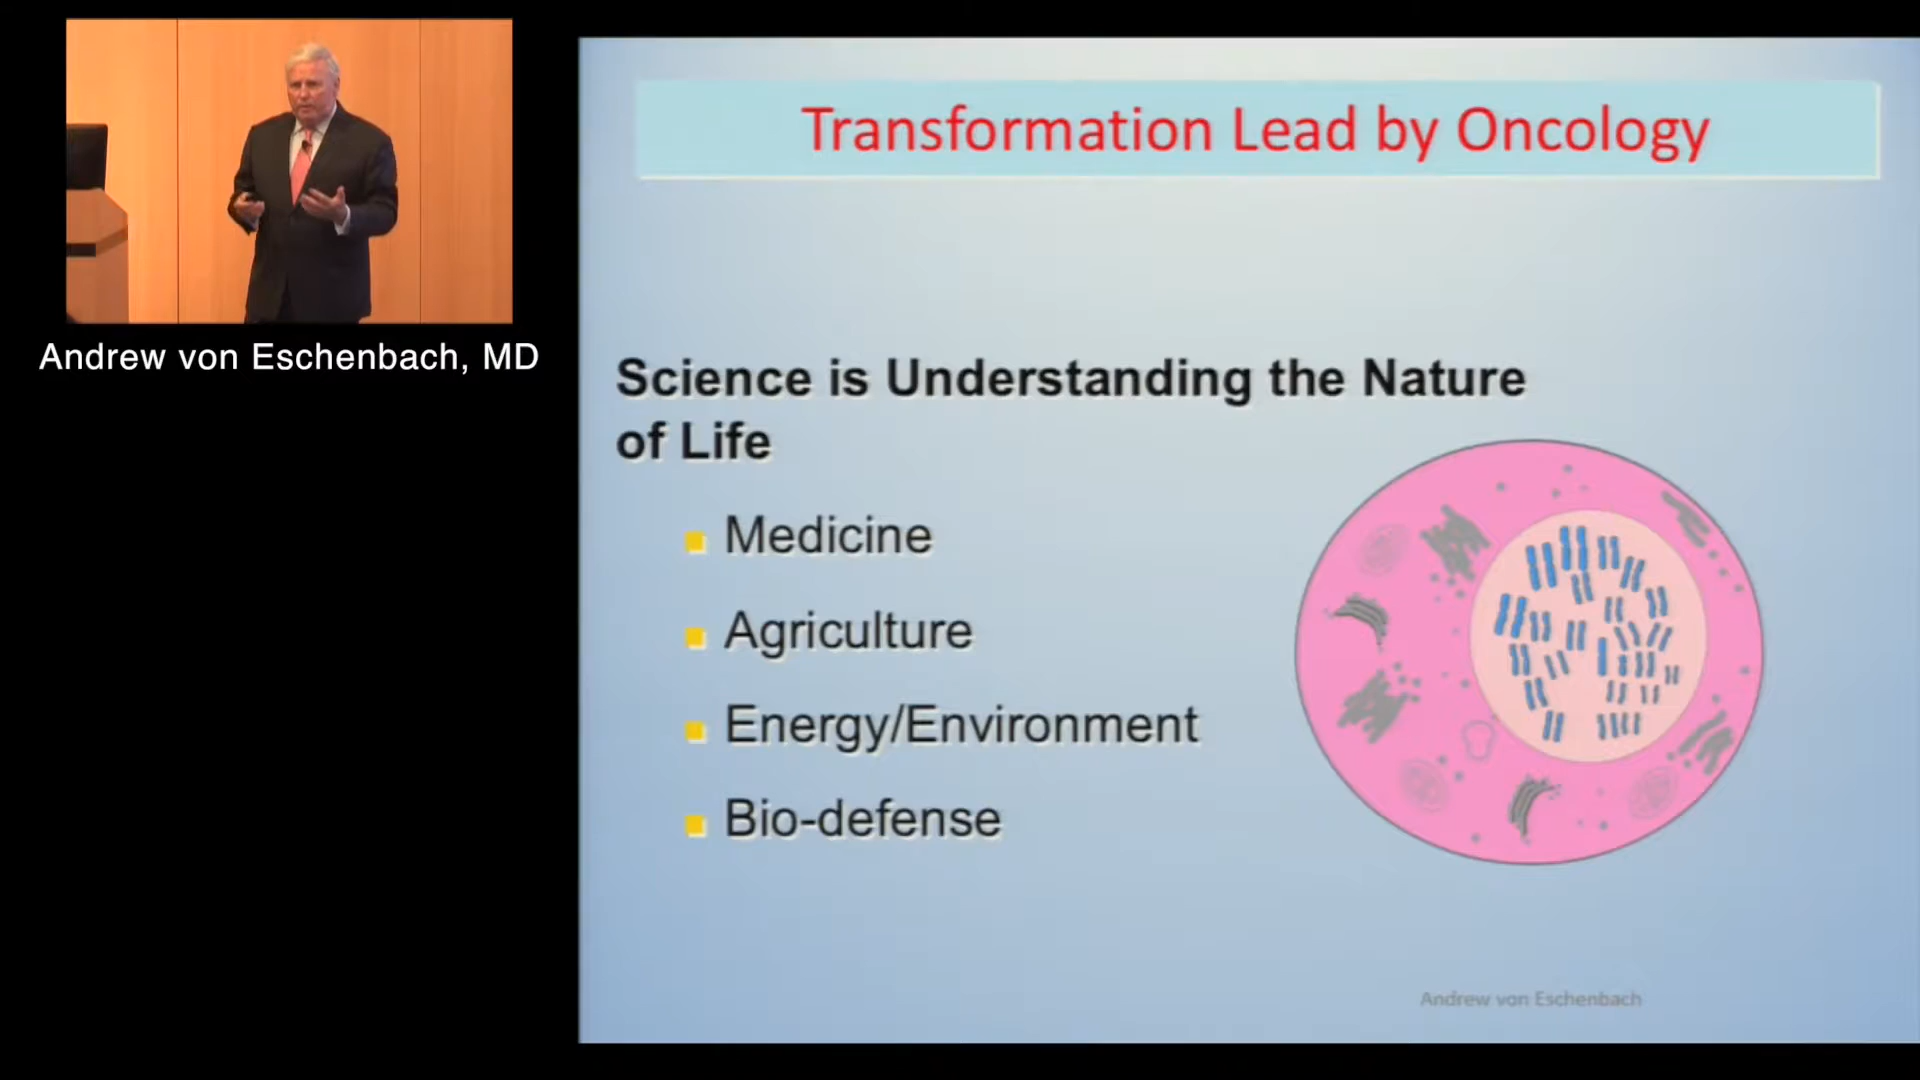 Andrew von Eschenbach, MD
Transformation Lead by Oncology
Science is Understanding the Nature
of Life
Medicine
Agriculture
Energy/Environment
Bio-defense
Andrew von Eschenbach